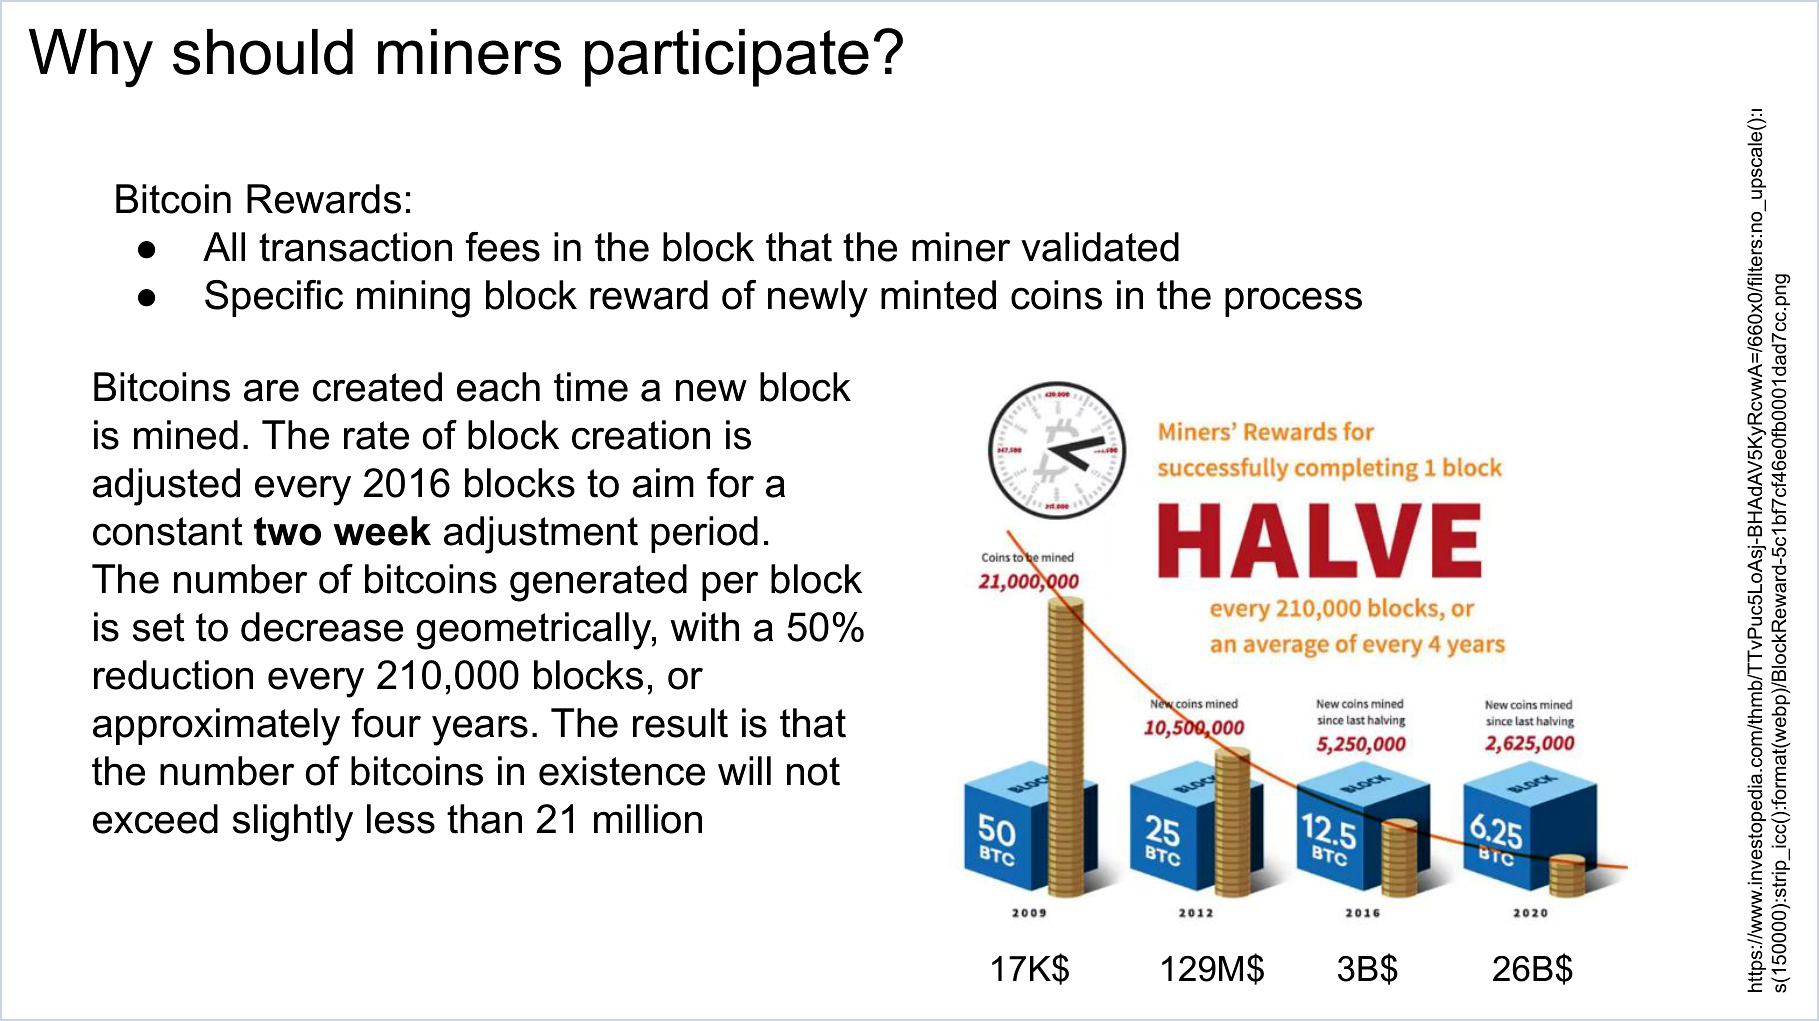 Why should miners participate?
Bitcoin Rewards:
● All transaction fees in the block that the miner validated
● Specific mining block reward of newly minted coins in the process
Bitcoins are created each time a new block
is mined. The rate of block creation is
adjusted every 2016 blocks to aim for a
constant two week adjustment period.
The number of bitcoins generated per block
is set to decrease geometrically, with a 50%
reduction every 210,000 blocks, or
approximately four years. The result is that
the number of bitcoins in existence will not
exceed slightly less than 21 million
Miners' Rewards for
successfully completing 1 block
HALVE
every 210,000 blocks, or
an average of every 4 years
Coins to be mined
21,000,000
New coins mined
10,500,000
New coins mined
since last halving
5,250,000
New coins mined
since last halving
2,625,000
BLOCK
50
BTC
2009
17K$
BLOCK
25
BTC
2012
129M$
BLOCK
12.5
BTC
2016
3B$
BLOCK
6.25
BTC
2020
26B$
https://www.investopedia.com/thmb/TTvPuc5LoAsj-BHAdAV5KyRcvwA=/660x0/filters:no_upscale():
s(150000):strip_icc():format(webp)/BlockReward-5c1bf7cf46e0fb0001dad7cc.png